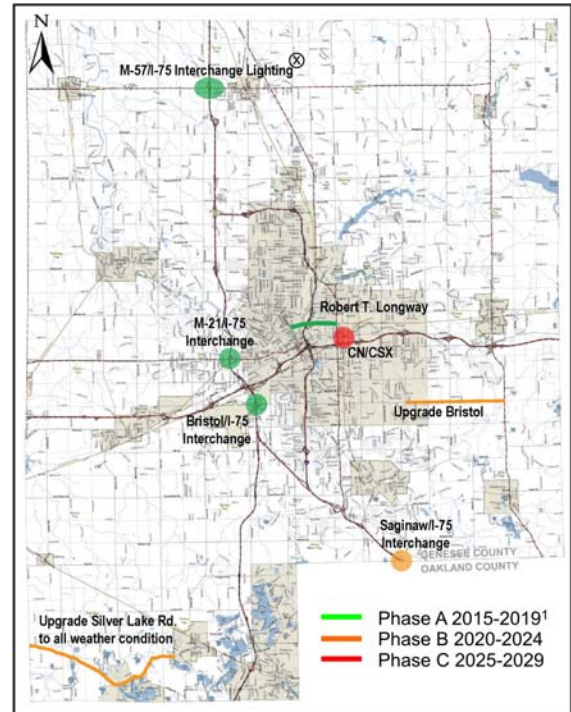 N
M-57/I-75 Interchange Lighting
Robert T. Longway
M-21/I-75
Interchange
CN/CSX
Bristol/I-75
Interchange
Upgrade Bristol
Saginaw/I-75
Interchange
GENESEE COUNTY
OAKLAND COUNTY
Upgrade Silver Lake Rd.
to all weather condition
Phase A 2015-2019¹
Phase B 2020-2024
Phase C 2025-2029